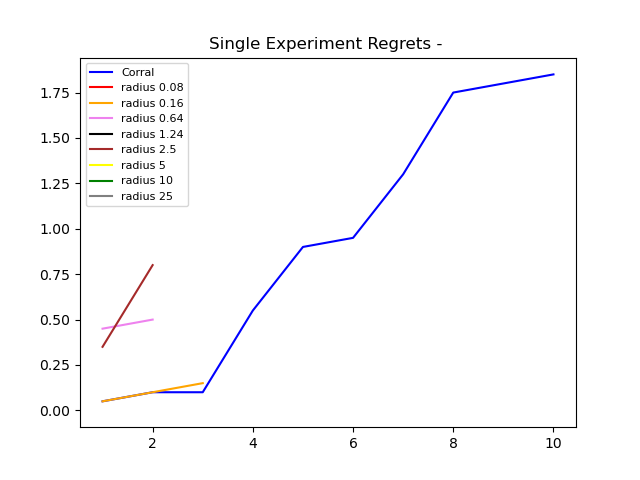 Single Experiment Regrets -
Corral
radius 0.08
radius 0.16
radius 0.64
radius 1.24
radius 2.5
radius 5
radius 10
radius 25
1.75
1.50
1.25
1.00
0.75
0.50
0.25
0.00
2 4 6 8 10